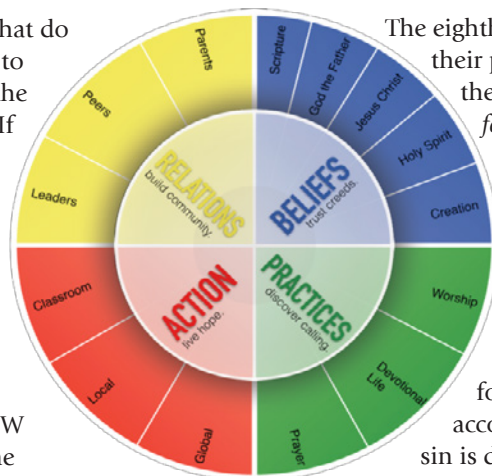 hat do
to
he
If
W
ne
The eighth
their p
the
fo
fo
acco
sin is c
Parents
Peers
Leaders
RELATIONS
build community.
Scripture
God the Father
Jesus Christ
Holy Spirit
Creation
BELIEFS
trust creeds.
Classroom
Local
Global
ACTION
live hope.
Worship
Devotional
Life
Prayer
PRACTICES
discover calling.